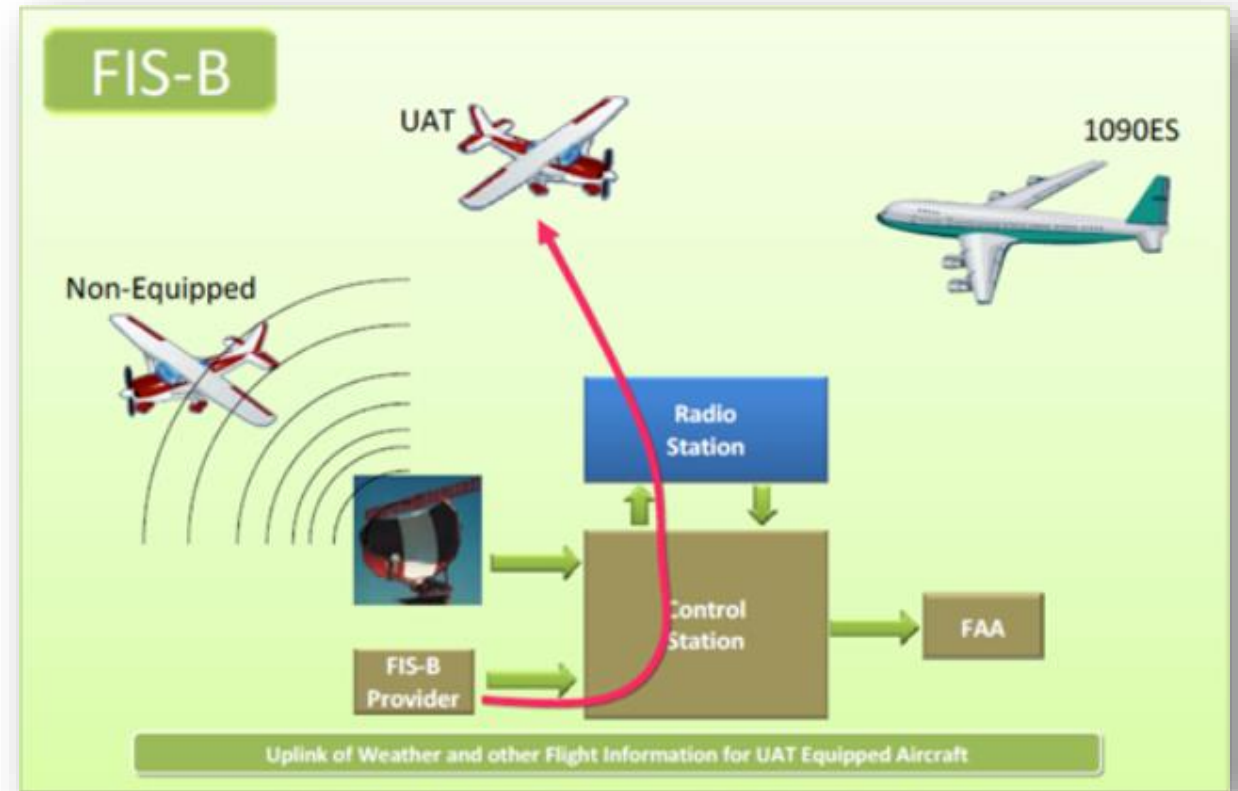 FIS-B
UAT
1090ES
Non-Equipped
Radio
Station
Control
Station
FAA
FIS-B
Provider
Uplink of Weather and other Flight Information for UAT Equipped Aircraft